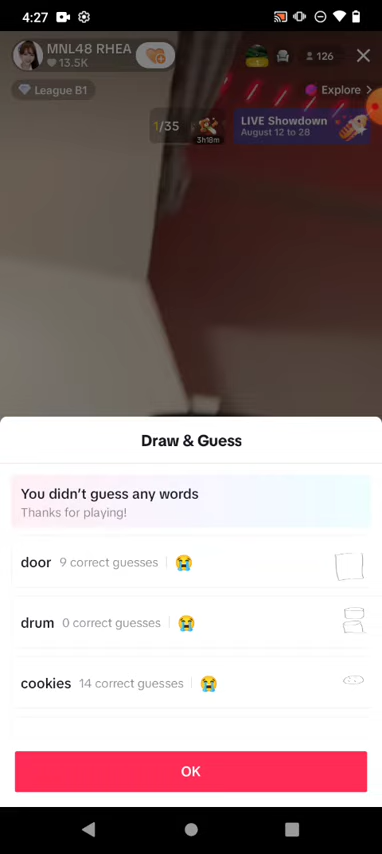 4:27
MNL48 RHEA
13.5K
126
League B1
Explore >
1/35
3h18m
LIVE Showdown
August 12 to 28
Draw & Guess
You didn't guess any words
Thanks for playing!
door 9 correct guesses
drum 0 correct guesses
cookies 14 correct guesses
OK